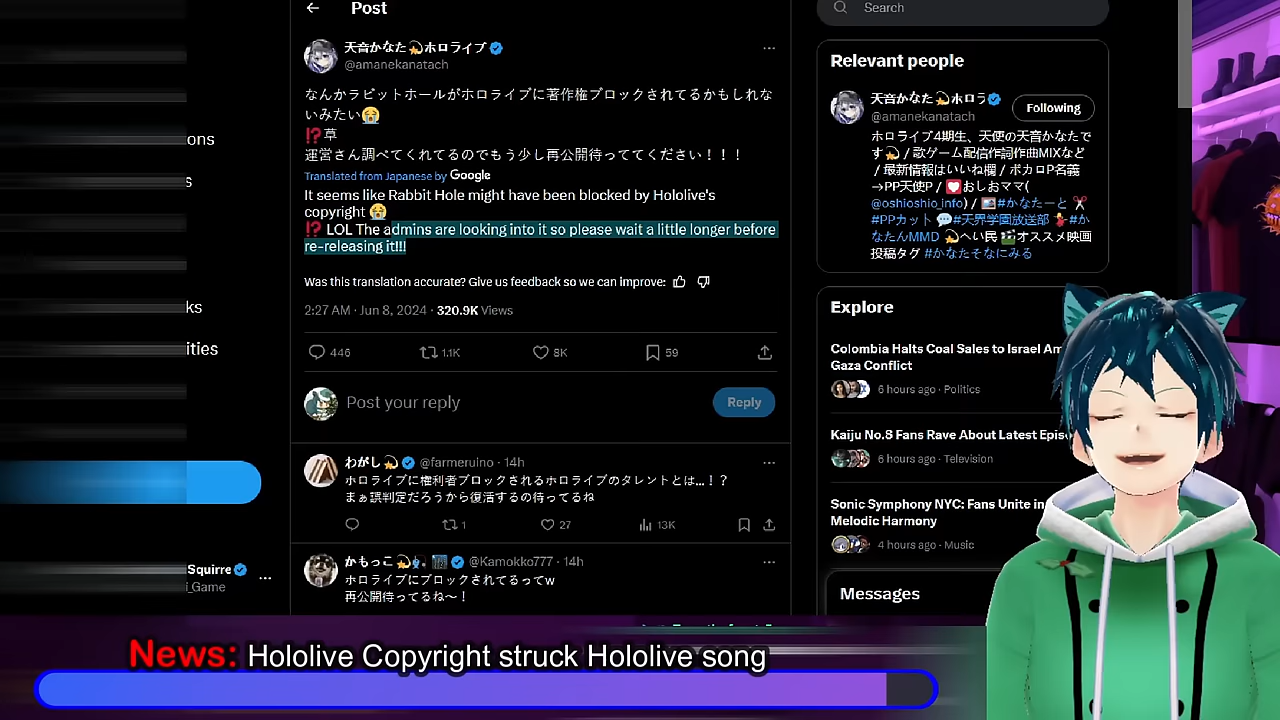 Post
Search
天音かなた💫ホロライブ
@amanekanatach
なんかラビットホールがホロライブに著作権ブロックされてるかもしれな
いみたい😭
⁉️草
運営さん調べてくれてるのでもう少し再公開待っててください！！！
Translated from Japanese by Google
It seems like Rabbit Hole might have been blocked by Hololive's
copyright 😭
⁉️ LOL The admins are looking into it so please wait a little longer before
re-releasing it!!!
Was this translation accurate? Give us feedback so we can improve:
2:27 AM · Jun 8, 2024 · 320.9K Views
446
1.1K
8K
59
Post your reply
Reply
わがし💫 @farmeruino · 14h
ホロライブに権利者ブロックされるホロライブのタレントとは…！？
まぁ誤判定だろうから復活するの待ってるね
1
27
13K
かもっこ💫 @Kamokko777 · 14h
ホロライブにブロックされてるってw
再公開待ってるね〜！
Relevant people
天音かなた💫ホロラ
@amanekanatach
Following
ホロライブ4期生、天使の天音かなたで
す💫 / 歌ゲーム配信作詞作曲MIXなど
/ 最新情報はいいね欄 / ボカロP名義
→PP天使P / 💟おしおママ(
@oshioshio_info) / 📧#かなたーと ✂️
#PPカット 💬#天界学園放送部 💃#か
なたんMMD 💫へい民 🎬オススメ映画
投稿タグ #かなたそなにみる
Explore
Colombia Halts Coal Sales to Israel Am
Gaza Conflict
6 hours ago · Politics
Kaiju No.8 Fans Rave About Latest Epis
6 hours ago · Television
Sonic Symphony NYC: Fans Unite in
Melodic Harmony
4 hours ago · Music
Messages
ons
s
ks
ities
Squirre
i_Game
News: Hololive Copyright struck Hololive song